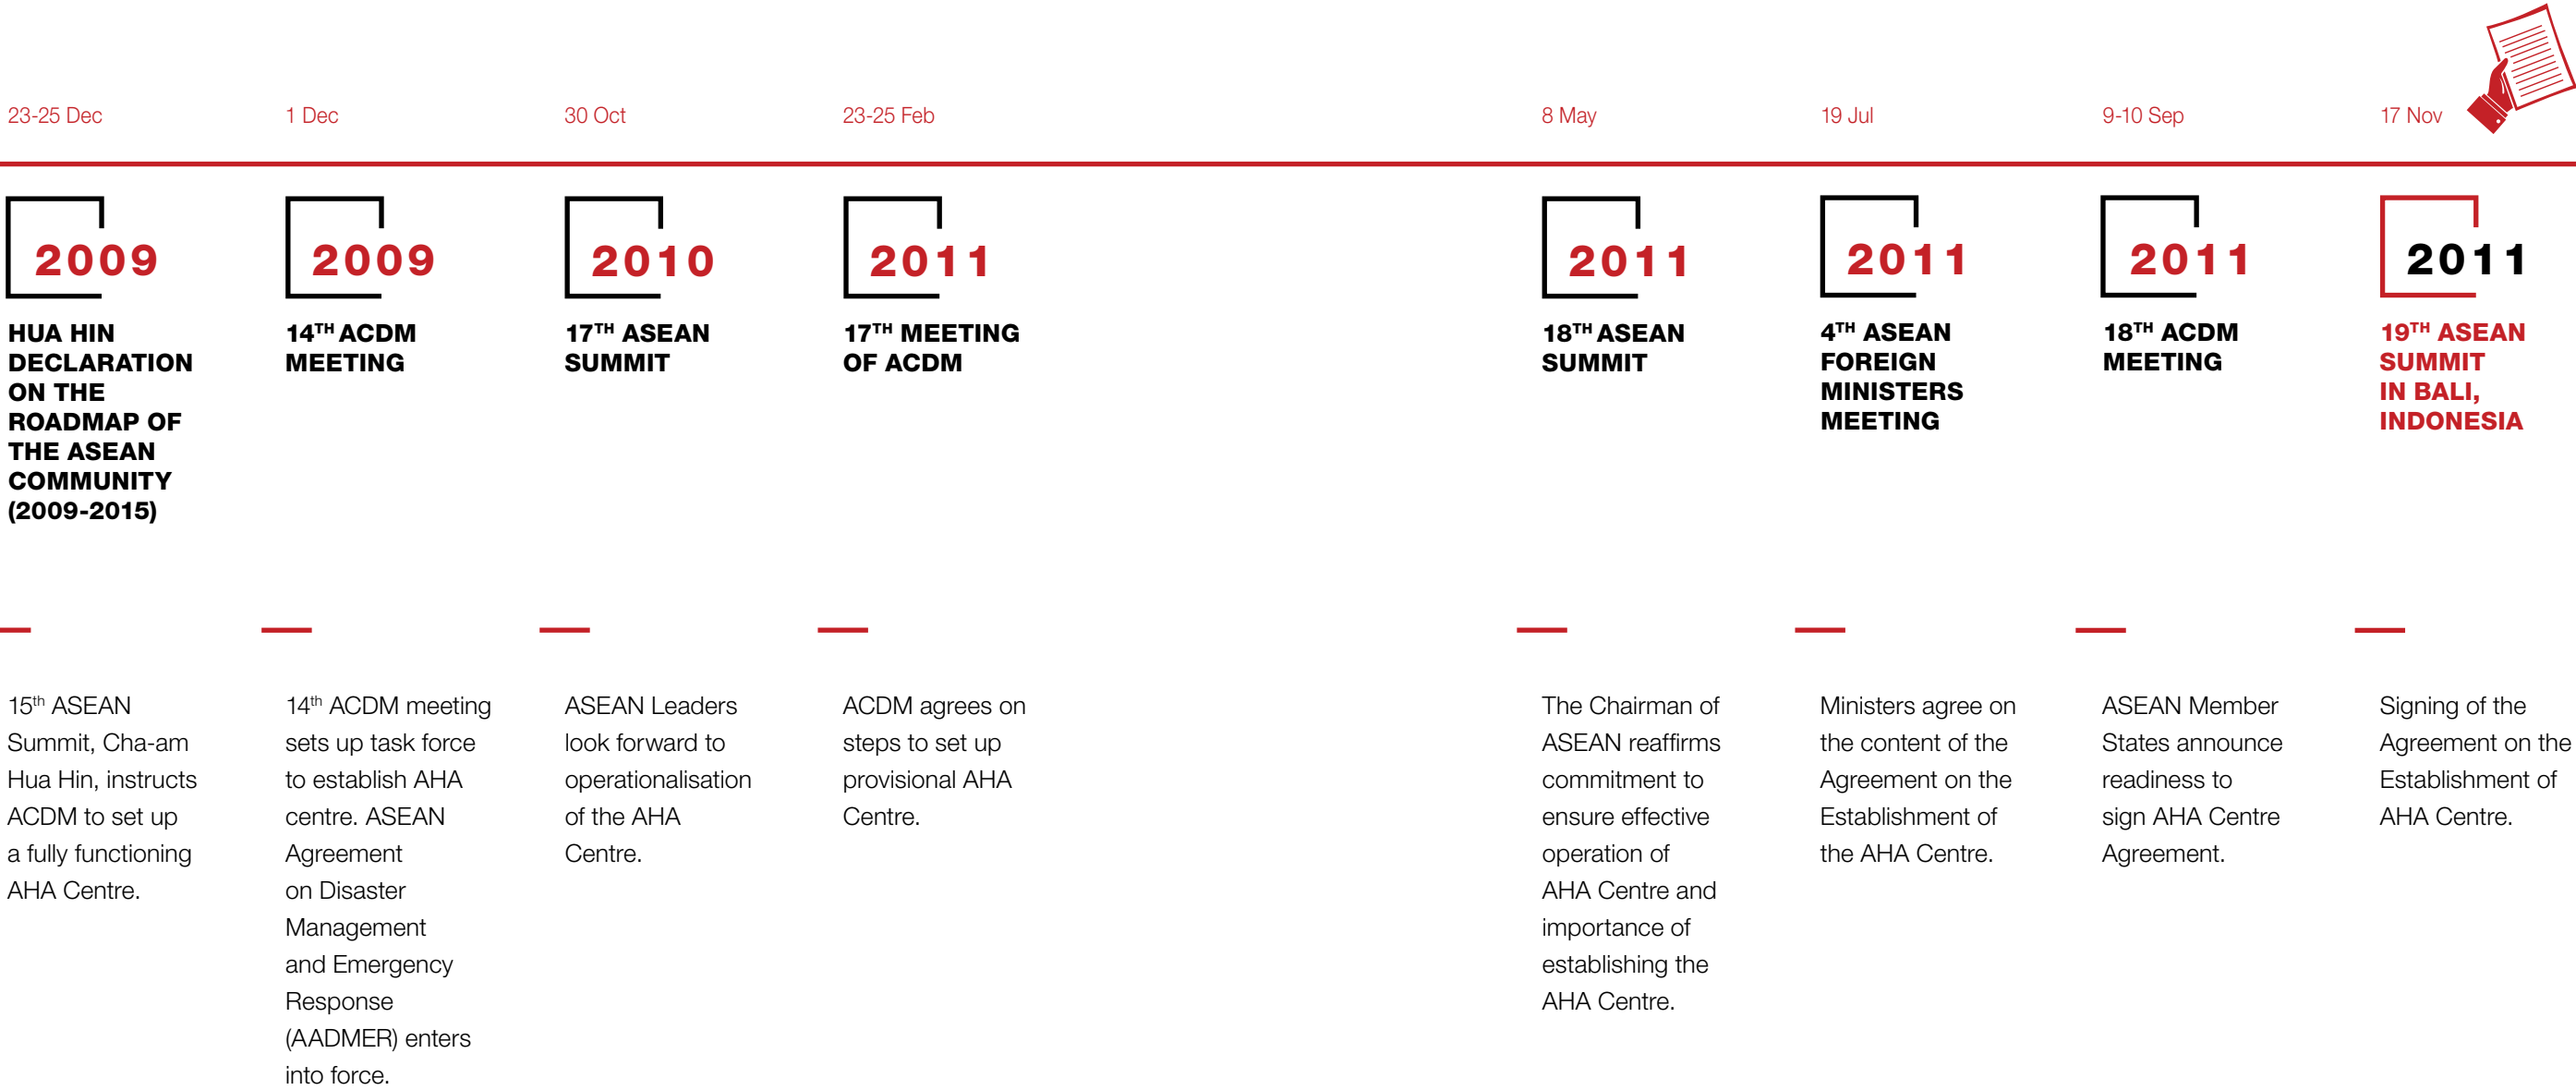 23-25 Dec
2009
HUA HIN
DECLARATION
ON THE
ROADMAP OF
THE ASEAN
COMMUNITY
(2009-2015)
15th ASEAN
Summit, Cha-am
Hua Hin, instructs
ACDM to set up
a fully functioning
AHA Centre.
1 Dec
2009
14TH ACDM
MEETING
14th ACDM meeting
sets up task force
to establish AHA
centre. ASEAN
Agreement
on Disaster
Management
and Emergency
Response
(AADMER) enters
into force.
30 Oct
2010
17TH ASEAN
SUMMIT
ASEAN Leaders
look forward to
operationalisation
of the AHA
Centre.
23-25 Feb
2011
17TH MEETING
OF ACDM
ACDM agrees on
steps to set up
provisional AHA
Centre.
8 May
2011
18TH ASEAN
SUMMIT
The Chairman of
ASEAN reaffirms
commitment to
ensure effective
operation of
AHA Centre and
importance of
establishing the
AHA Centre.
19 Jul
2011
4TH ASEAN
FOREIGN
MINISTERS
MEETING
Ministers agree on
the content of the
Agreement on the
Establishment of
the AHA Centre.
9-10 Sep
2011
18TH ACDM
MEETING
ASEAN Member
States announce
readiness to
sign AHA Centre
Agreement.
17 Nov
2011
19TH ASEAN
SUMMIT
IN BALI,
INDONESIA
Signing of the
Agreement on the
Establishment of
AHA Centre.